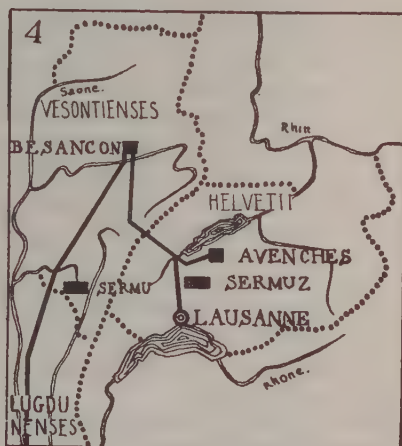 4
Saone.
VESONTIENSES
BESANCON
Rhin
HELVETII
AVENCHES
SERMU
SERMUZ
LAUSANNE
LUGDU
NENSES
Rhone.